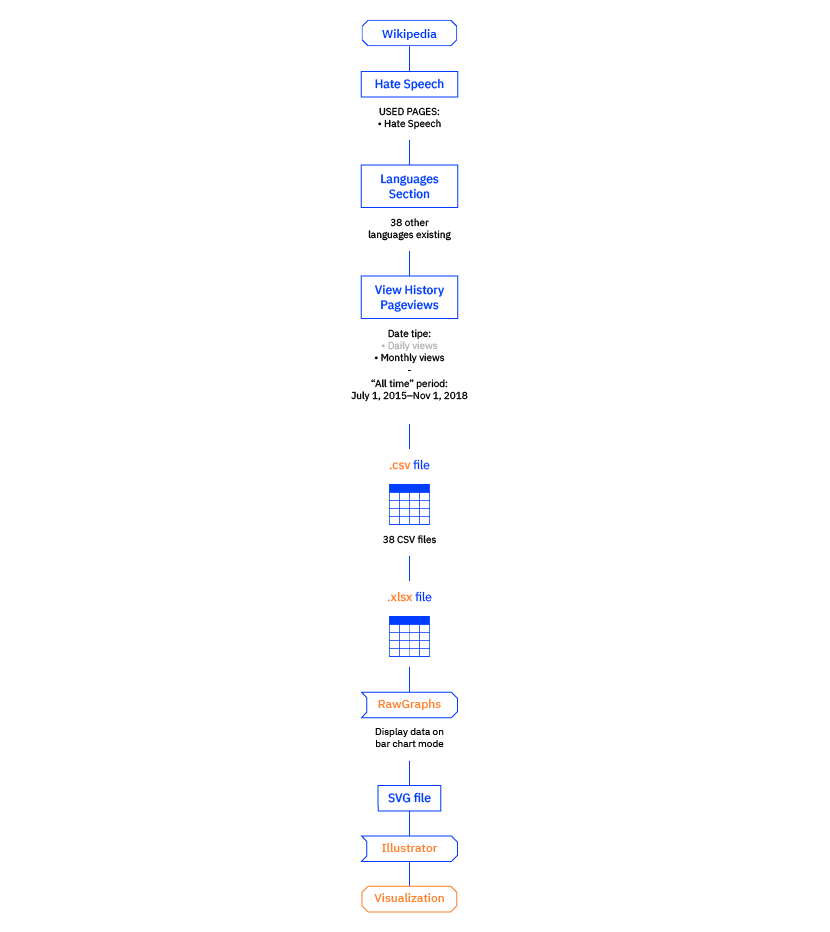 Wikipedia
Hate Speech
USED PAGES:
• Hate Speech
Languages
Section
38 other
languages existing
View History
Pageviews
Date tipe:
• Daily views
• Monthly views
-
“All time” period:
July 1, 2015–Nov 1, 2018
.csv file
38 CSV files
.xlsx file
RawGraphs
Display data on
bar chart mode
SVG file
Illustrator
Visualization